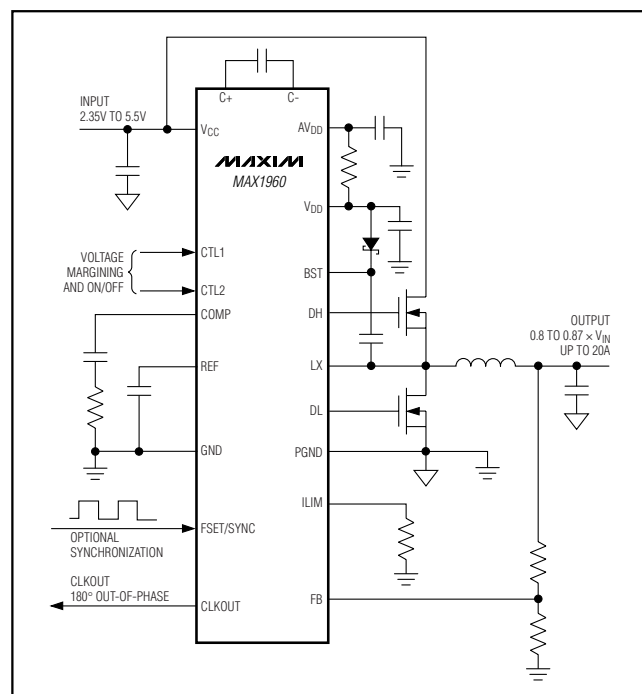 C+
C-
INPUT
2.35V TO 5.5V
VCC
AVDD
MAXIM
MAX1960
VDD
VOLTAGE
MARGINING
AND ON/OFF
CTL1
CTL2
BST
COMP
DH
OUTPUT
0.8 TO 0.87 × VIN
UP TO 20A
REF
LX
DL
GND
PGND
ILIM
FSET/SYNC
OPTIONAL
SYNCHRONIZATION
CLKOUT
180° OUT-OF-PHASE
CLKOUT
FB